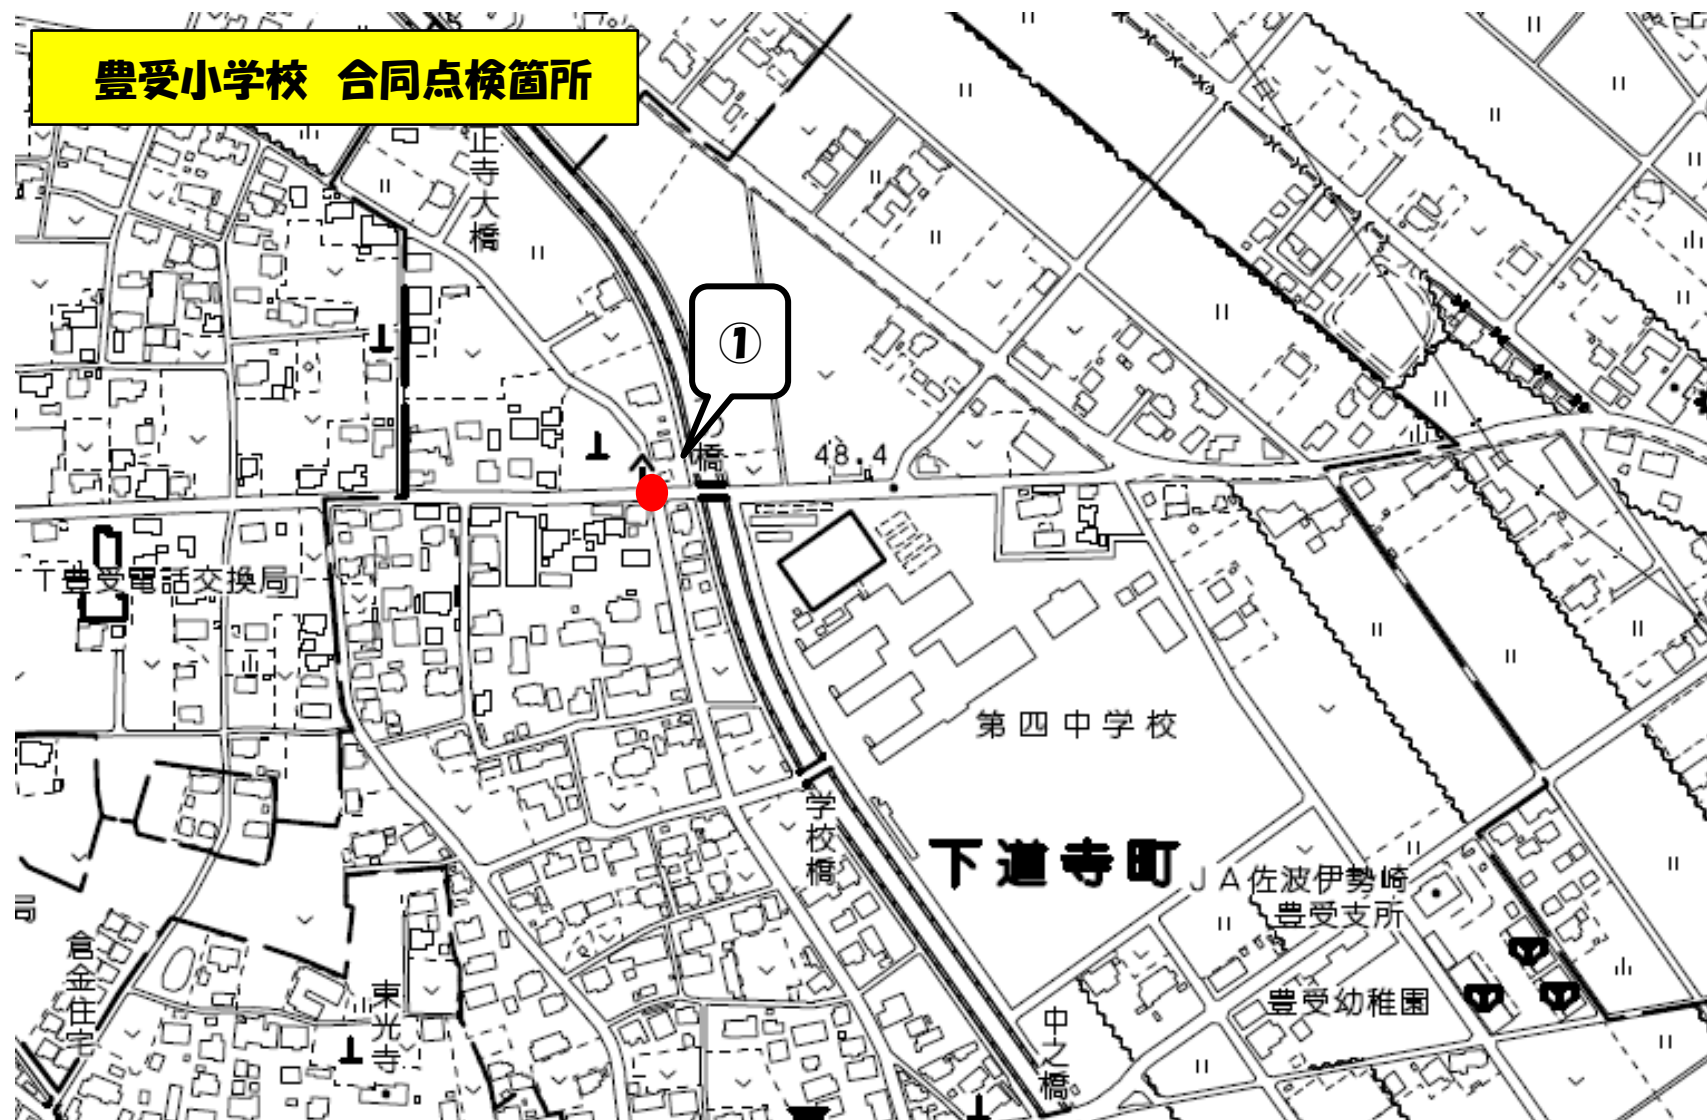 豊受小学校 合同点検箇所
正寺大橋
①
橋
48.4
T豊受電話交換局
第四中学校
学校橋
下道寺町
JA佐波伊勢崎
豊受支所
倉金住宅
東光寺
豊受幼稚園
中之橋